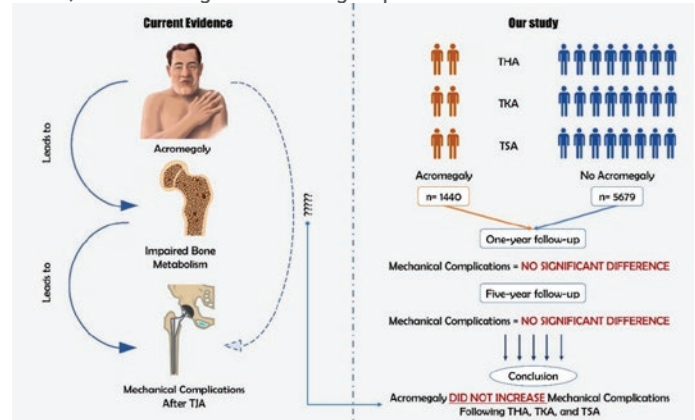 Current Evidence
Leads to
Acromegaly
Impaired Bone
Metabolism
Leads to
Mechanical Complications
After TJA
?????
Our study
THA
TKA
TSA
Acromegaly
No Acromegaly
n= 1440
n= 5679
One-year follow-up
Mechanical Complications = NO SIGNIFICANT DIFFERENCE
Five-year follow-up
Mechanical Complications = NO SIGNIFICANT DIFFERENCE
Conclusion
Acromegaly DID NOT INCREASE Mechanical Complications
Following THA, TKA, and TSA